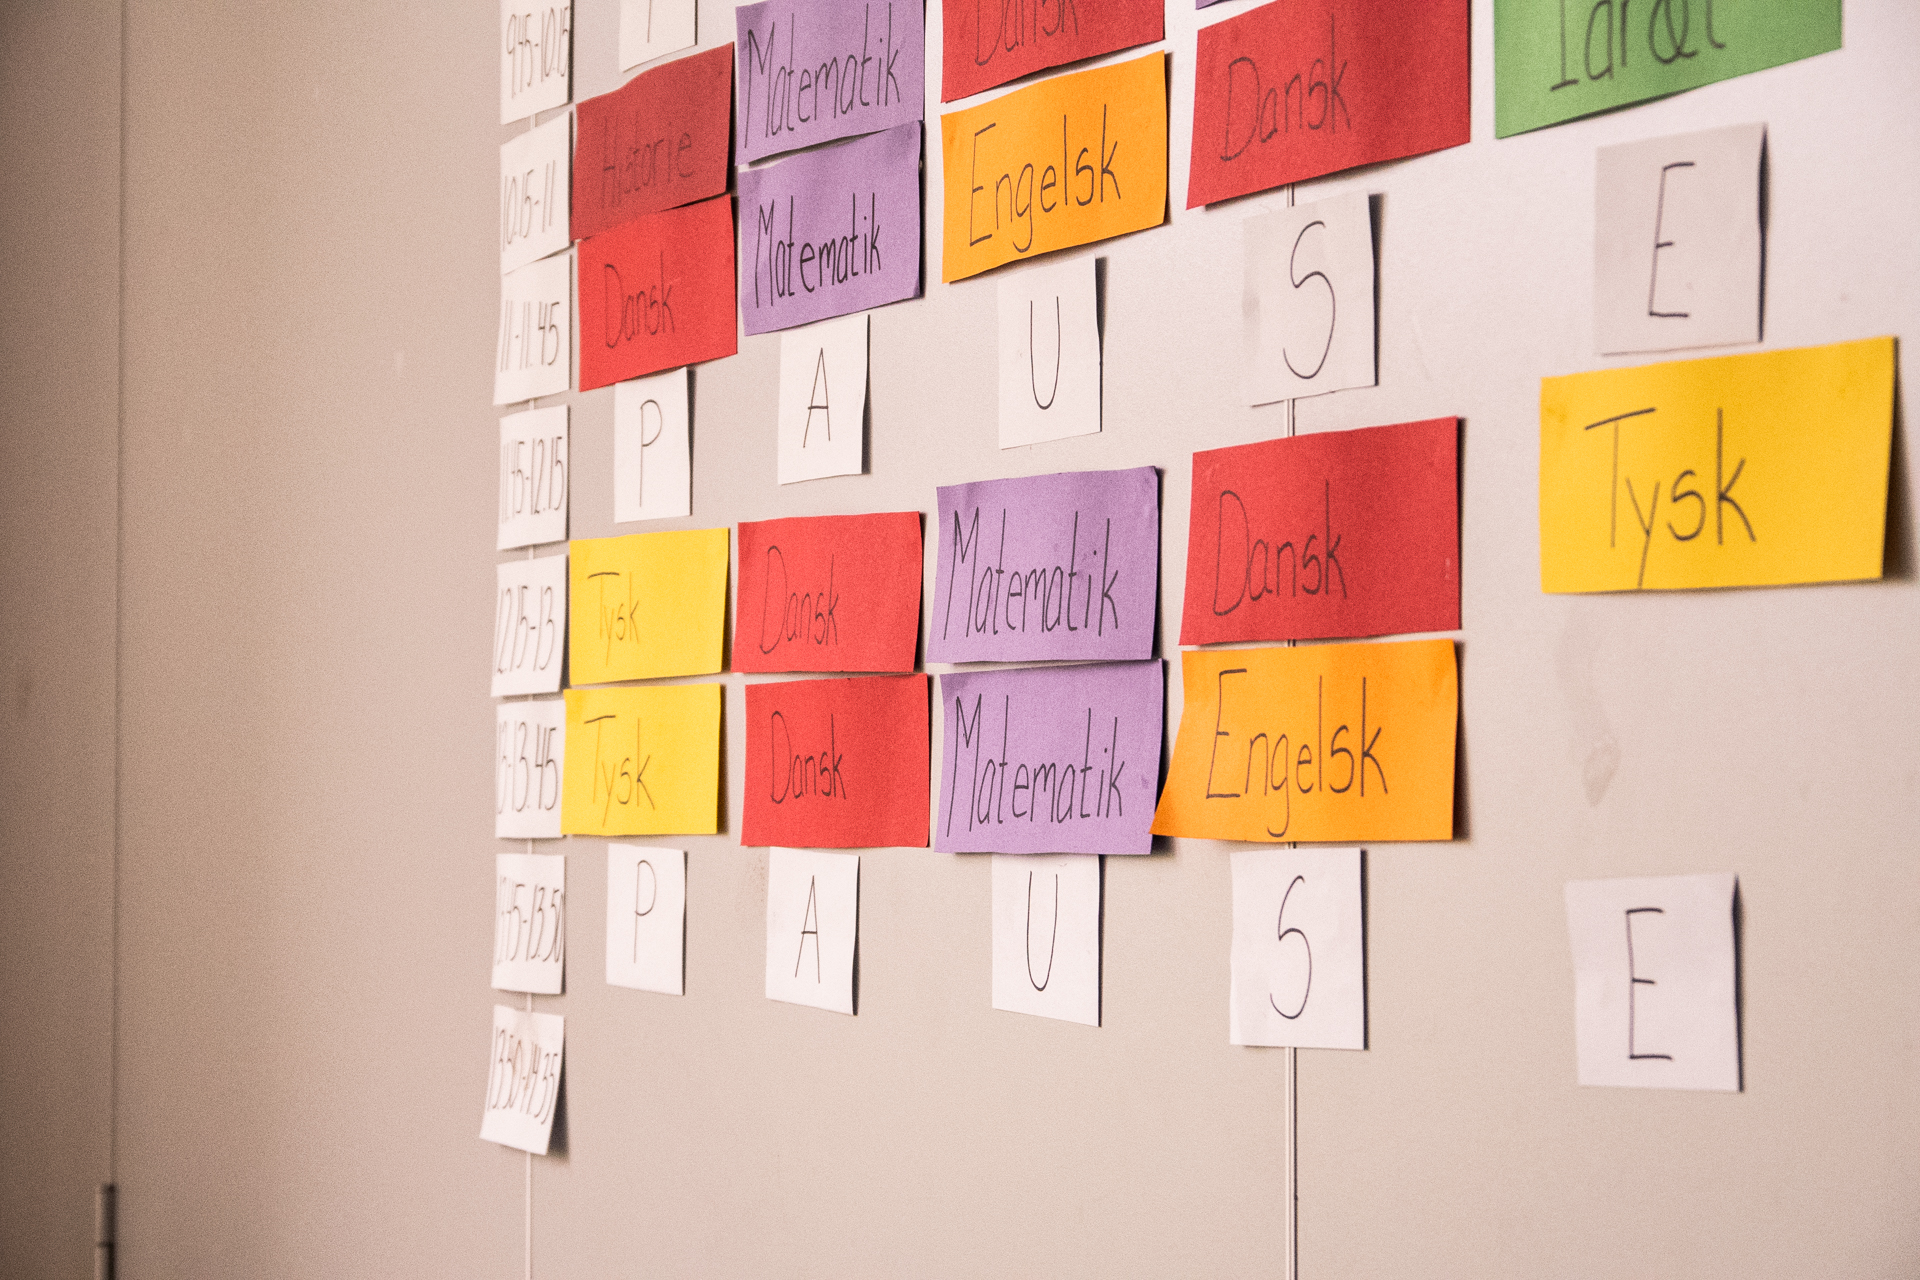 9.45-10.15
Matematik
Dansk
Idræt
10.15-11
Historie
Matematik
Engelsk
Dansk
11-11.45
Dansk
P A U S E
11.45-12.15
P A U S E
12.15-13
Tysk
Dansk
Matematik
Dansk
Tysk
13-13.45
Tysk
Dansk
Matematik
Engelsk
13.45-13.50
P A U S E
13.50-14.35